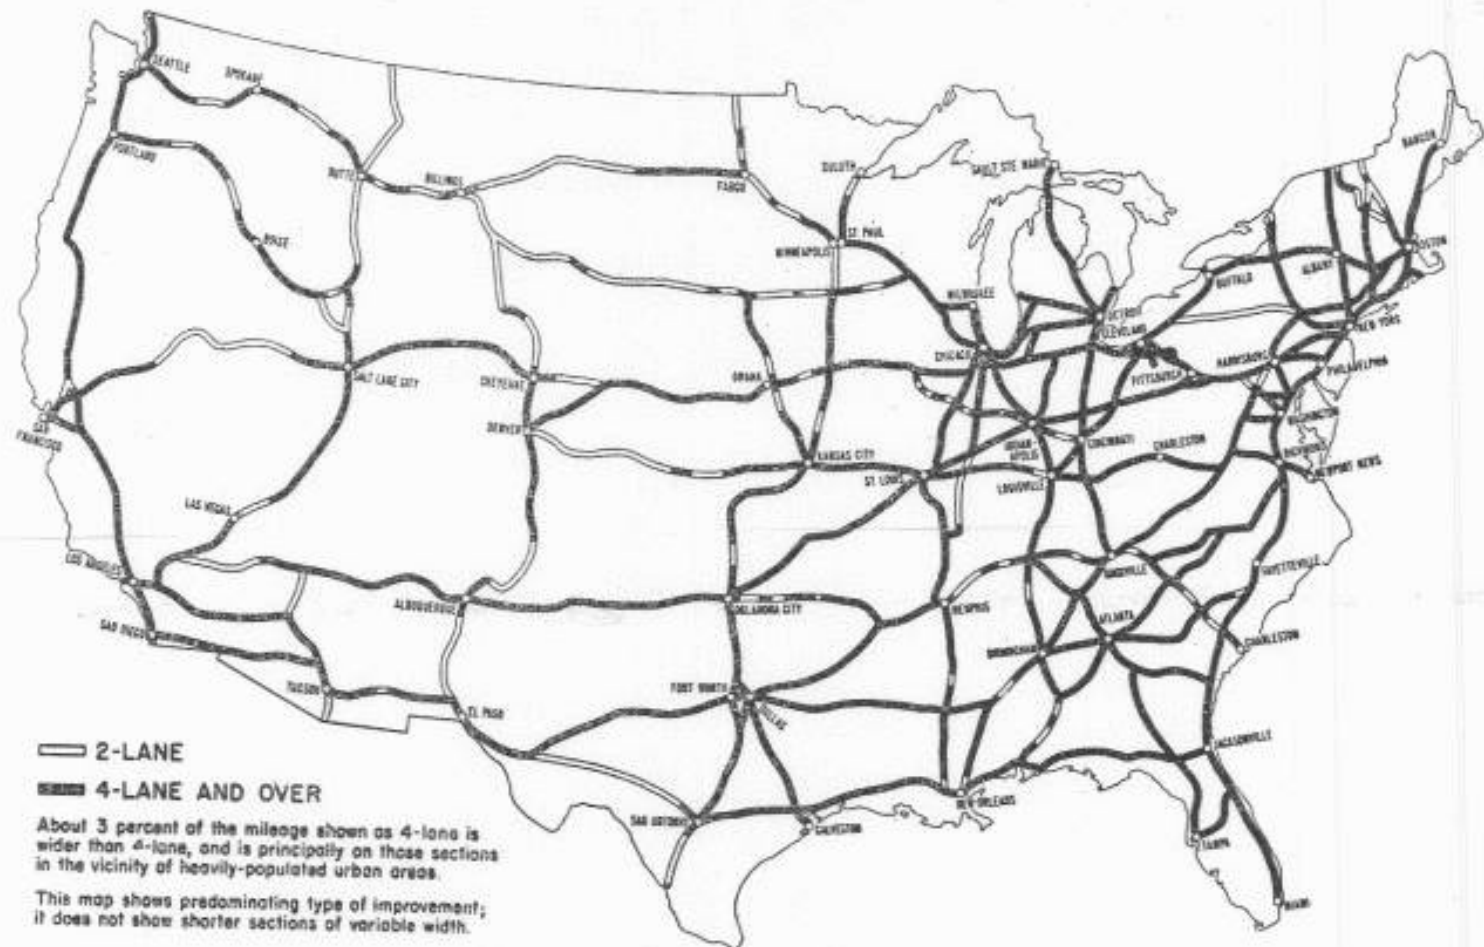 SEATTLE
SPOKANE
PORTLAND
BUTTE
BILLINGS
FARGO
DULUTH
SAULT STE. MARIE
BANGOR
BOISE
MINNEAPOLIS
ST. PAUL
BUFFALO
ALBANY
BOSTON
MILWAUKEE
DETROIT
CLEVELAND
NEW YORK
CHICAGO
HARRISBURG
PITTSBURGH
PHILADELPHIA
SALT LAKE CITY
CHEYENNE
OMAHA
SAN
FRANCISCO
DENVER
WASHINGTON
INDIAN-
APOLIS
CINCINNATI
CHARLESTON
RICHMOND
NEWPORT NEWS
KANSAS CITY
ST. LOUIS
LOUISVILLE
LAS VEGAS
LOS ANGELES
ALBUQUERQUE
OKLAHOMA CITY
MEMPHIS
KNOXVILLE
FAYETTEVILLE
SAN DIEGO
ATLANTA
BIRMINGHAM
CHARLESTON
TUCSON
EL PASO
FORT WORTH
DALLAS
JACKSONVILLE
NEW ORLEANS
SAN ANTONIO
GALVESTON
TAMPA
MIAMI
2-LANE
4-LANE AND OVER
About 3 percent of the mileage shown as 4-lane is
wider than 4-lane, and is principally on those sections
in the vicinity of heavily-populated urban areas.
This map shows predominating type of improvement;
it does not show shorter sections of variable width.